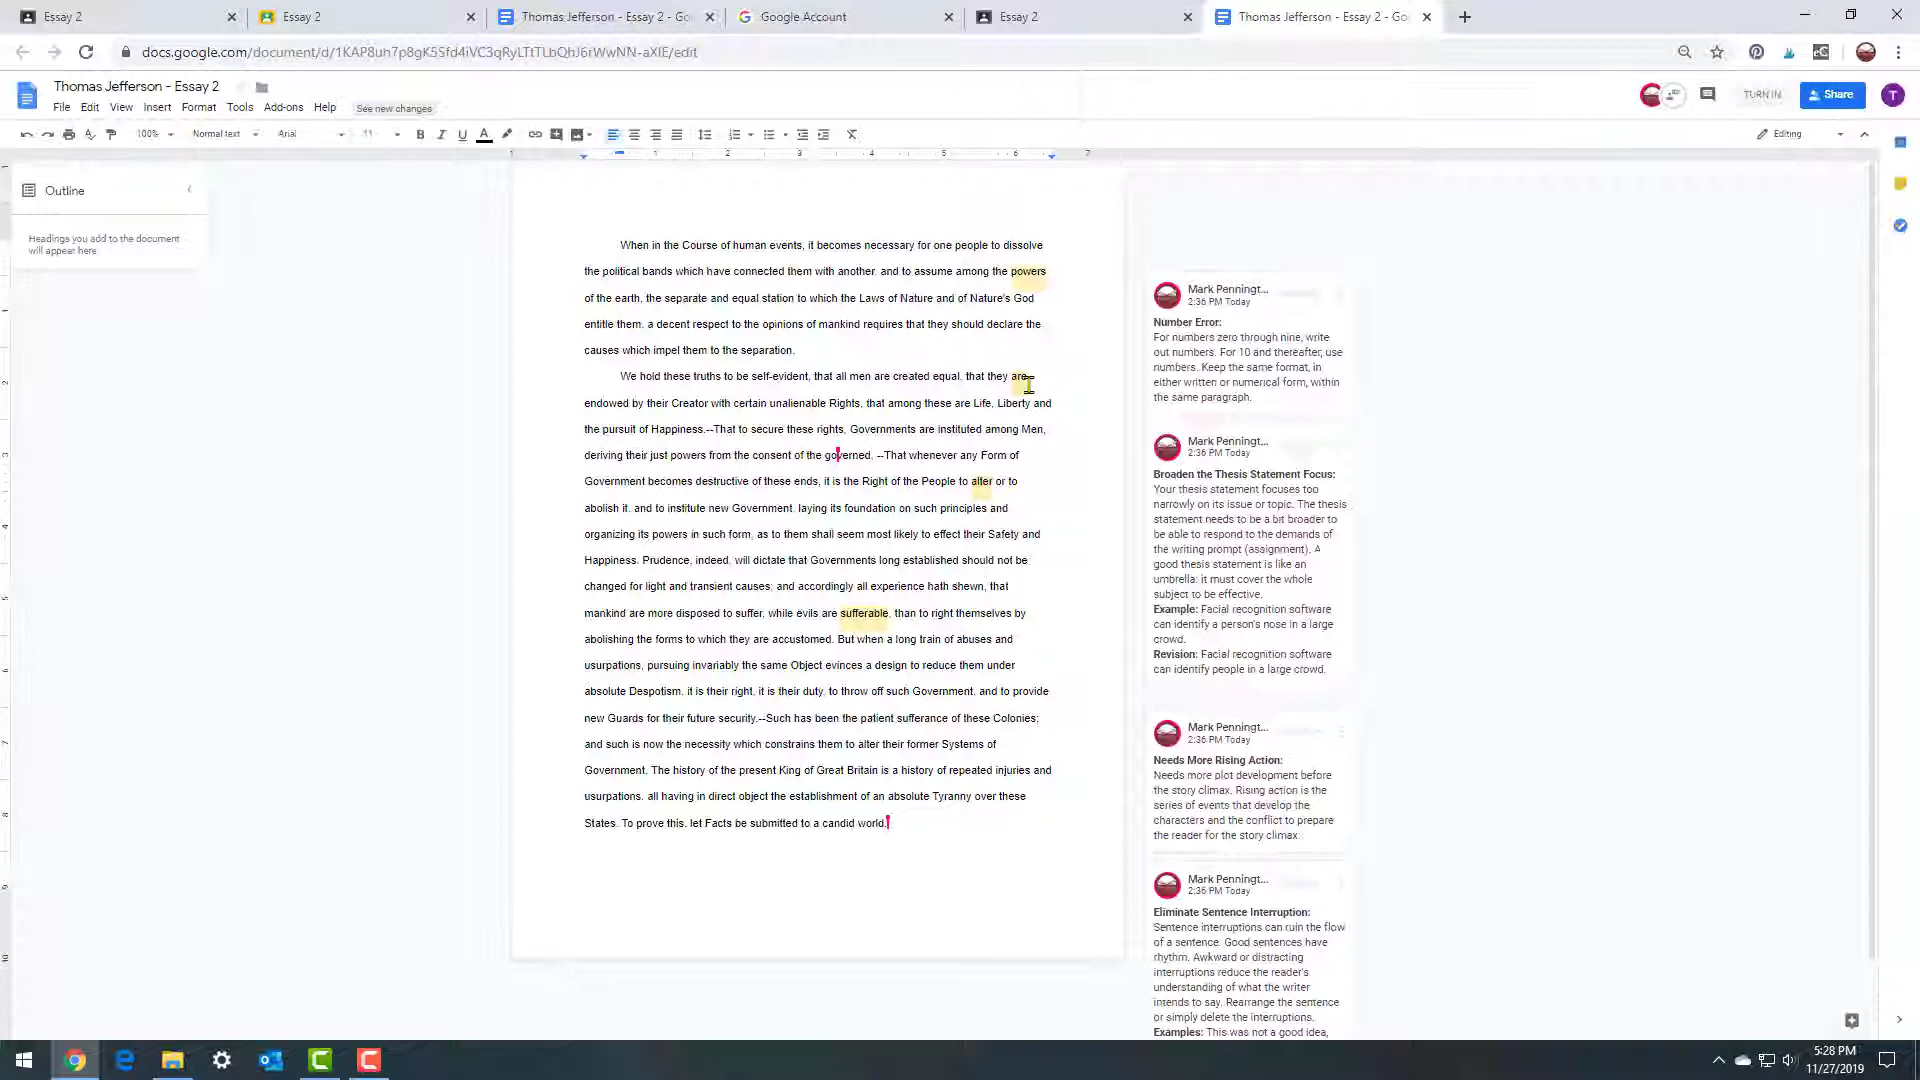 Essay 2
Essay 2
Thomas Jefferson - Essay 2 - Go
Google Account
Essay 2
Thomas Jefferson - Essay 2 - Go
docs.google.com/document/d/1KAP8uh7p8gK5Sfd4iVC3qRyLTtTLbQhJ6rWwNN-aXIE/edit
Thomas Jefferson - Essay 2
File Edit View Insert Format Tools Add-ons Help See new changes
TURN IN
Share
T
100% Normal text Arial 11 B I U A
Editing
1 1 2 3 4 5 6 7
Outline
Headings you add to the document
will appear here
When in the Course of human events, it becomes necessary for one people to dissolve
the political bands which have connected them with another, and to assume among the powers
of the earth, the separate and equal station to which the Laws of Nature and of Nature's God
entitle them, a decent respect to the opinions of mankind requires that they should declare the
causes which impel them to the separation.
We hold these truths to be self-evident, that all men are created equal, that they are
endowed by their Creator with certain unalienable Rights, that among these are Life, Liberty and
the pursuit of Happiness.--That to secure these rights, Governments are instituted among Men,
deriving their just powers from the consent of the governed, --That whenever any Form of
Government becomes destructive of these ends, it is the Right of the People to alter or to
abolish it, and to institute new Government, laying its foundation on such principles and
organizing its powers in such form, as to them shall seem most likely to effect their Safety and
Happiness. Prudence, indeed, will dictate that Governments long established should not be
changed for light and transient causes; and accordingly all experience hath shewn, that
mankind are more disposed to suffer, while evils are sufferable, than to right themselves by
abolishing the forms to which they are accustomed. But when a long train of abuses and
usurpations, pursuing invariably the same Object evinces a design to reduce them under
absolute Despotism, it is their right, it is their duty, to throw off such Government, and to provide
new Guards for their future security.--Such has been the patient sufferance of these Colonies;
and such is now the necessity which constrains them to alter their former Systems of
Government. The history of the present King of Great Britain is a history of repeated injuries and
usurpations, all having in direct object the establishment of an absolute Tyranny over these
States. To prove this, let Facts be submitted to a candid world.
Mark Penningt...
2:36 PM Today
Number Error:
For numbers zero through nine, write
out numbers. For 10 and thereafter, use
numbers. Keep the same format, in
either written or numerical form, within
the same paragraph.
Mark Penningt...
2:36 PM Today
Broaden the Thesis Statement Focus:
Your thesis statement focuses too
narrowly on its issue or topic. The thesis
statement needs to be a bit broader to
be able to respond to the demands of
the writing prompt (assignment). A
good thesis statement is like an
umbrella: it must cover the whole
subject to be effective.
Example: Facial recognition software
can identify a person's nose in a large
crowd.
Revision: Facial recognition software
can identify people in a large crowd.
Mark Penningt...
2:36 PM Today
Needs More Rising Action:
Needs more plot development before
the story climax. Rising action is the
series of events that develop the
characters and the conflict to prepare
the reader for the story climax.
Mark Penningt...
2:36 PM Today
Eliminate Sentence Interruption:
Sentence interruptions can ruin the flow
of a sentence. Good sentences have
rhythm. Awkward or distracting
interruptions reduce the reader's
understanding of what the writer
intends to say. Rearrange the sentence
or simply delete the interruptions.
Examples: This was not a good idea,
5:28 PM
11/27/2019